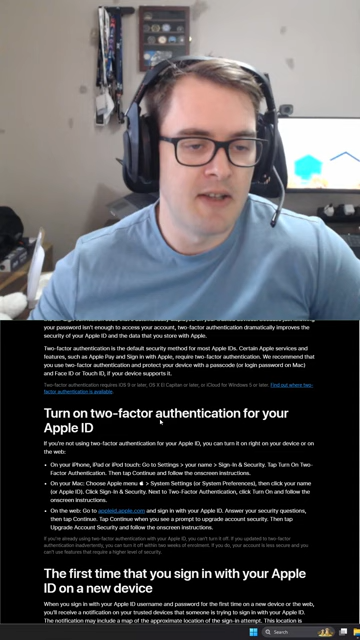 your password isn't enough to access your account, two-factor authentication dramatically improves the security
of your Apple ID and the data that you store with Apple.
Two-factor authentication is the default security method for most Apple IDs. Certain Apple services and
features, such as Apple Pay and Sign in with Apple, require two-factor authentication. We recommend that you
use two-factor authentication and protect your device with a passcode (or login password on Mac)
and Face ID or Touch ID, if your device supports it.
Two-factor authentication requires iOS 9 or later, OS X El Capitan or later, or iCloud for Windows 5 or later. Find out where two-
factor authentication is available.
Turn on two-factor authentication for your
Apple ID
If you're not using two-factor authentication for your Apple ID, you can turn it on right on your device or on
the web:
• On your iPhone, iPad or iPod touch: Go to Settings > your name > Sign-In & Security. Tap Turn On Two-
Factor Authentication. Then tap Continue and follow the onscreen instructions.
• On your Mac: Choose Apple menu > System Settings (or System Preferences), then click your name
(or Apple ID). Click Sign-In & Security. Next to Two-Factor Authentication, click Turn On and follow the
onscreen instructions.
• On the web: Go to appleid.apple.com and sign in with your Apple ID. Answer your security questions,
then tap Continue. Tap Continue when you see a prompt to upgrade account security. Then tap
Upgrade Account Security and follow the onscreen instructions.
If you're already using two-factor authentication, you can't turn it off. If you updated to two-factor
authentication inadvertently, you can turn it off within two weeks of enrolment. If you do, your account is less secure and you
can't use features that require a higher level of security.
The first time that you sign in with your Apple
ID on a new device
When you sign in with your Apple ID username and password for the first time on a new device or the web,
you'll receive a notification on your trusted devices that someone is trying to sign in with your Apple ID.
The notification may include a map of the approximate location of the sign-in attempt. This location is
Search